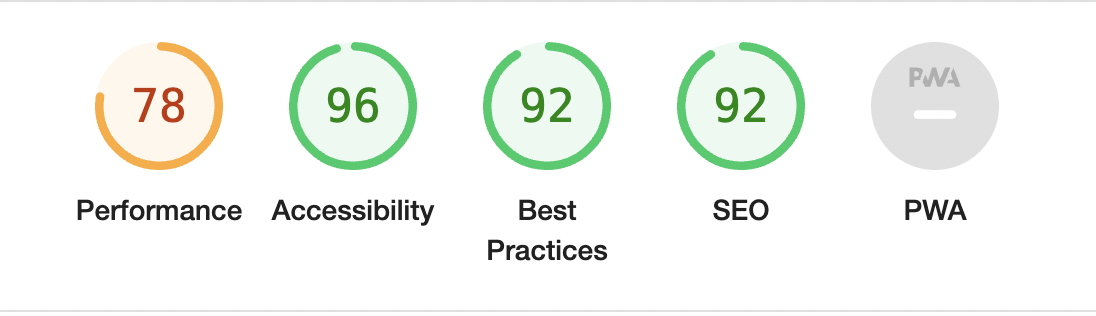 78
96
92
92
PWA
Performance
Accessibility
Best
Practices
SEO
PWA